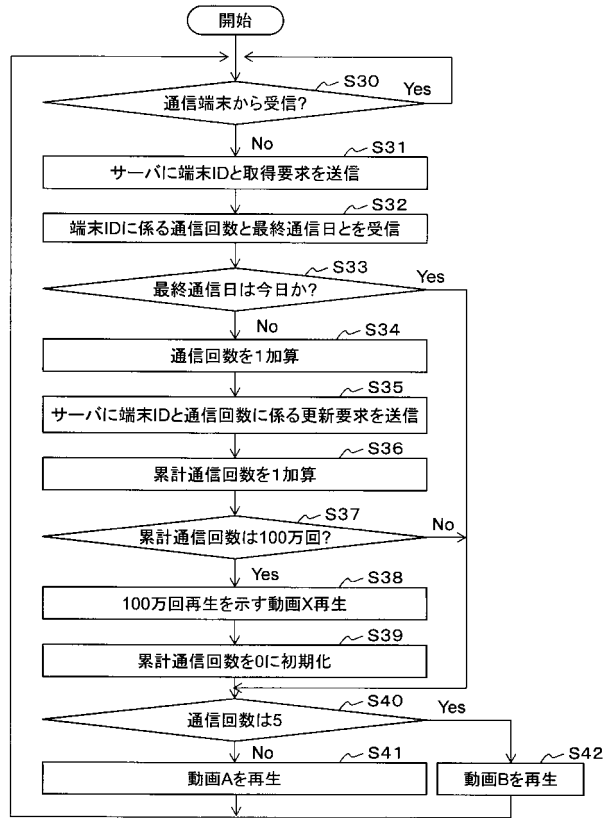 開始
S30
通信端末から受信?
Yes
No
S31
サーバに端末IDと取得要求を送信
S32
端末IDに係る通信回数と最終通信日とを受信
S33
最終通信日は今日か?
Yes
No
S34
通信回数を1加算
S35
サーバに端末IDと通信回数に係る更新要求を送信
S36
累計通信回数を1加算
S37
累計通信回数は100万回?
No
Yes
S38
100万回再生を示す動画X再生
S39
累計通信回数を0に初期化
S40
通信回数は5
Yes
No
S41
動画Aを再生
S42
動画Bを再生